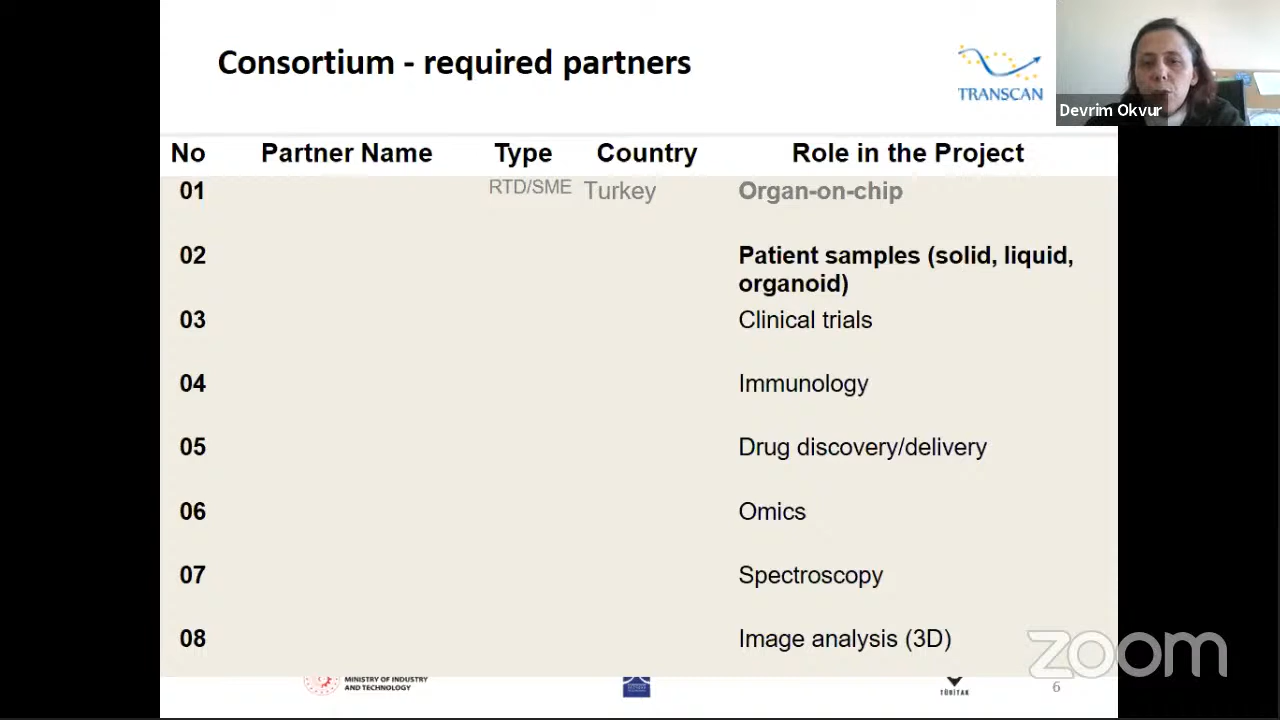 Consortium - required partners
TRANSCAN
Devrim Okvur
No Partner Name Type Country Role in the Project
01 RTD/SME Turkey Organ-on-chip
02 Patient samples (solid, liquid,
organoid)
03 Clinical trials
04 Immunology
05 Drug discovery/delivery
06 Omics
07 Spectroscopy
08 Image analysis (3D)
zoom
MINISTRY OF INDUSTRY
AND TECHNOLOGY
TÜBİTAK
6